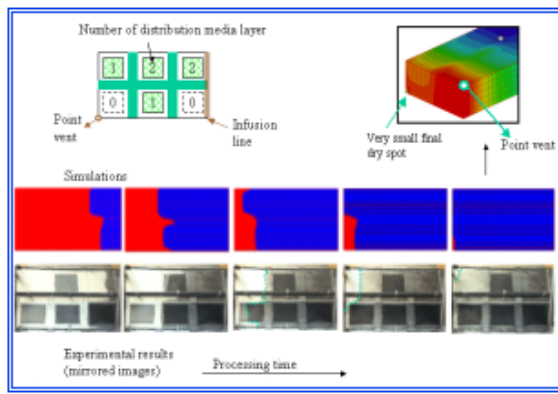 Number of distribution media layer
1 2 2
0 1 0
Point
vent
Infusion
line
Very small final
dry spot
Point vent
Simulations
Experimental results
(mirrored images)
Processing time